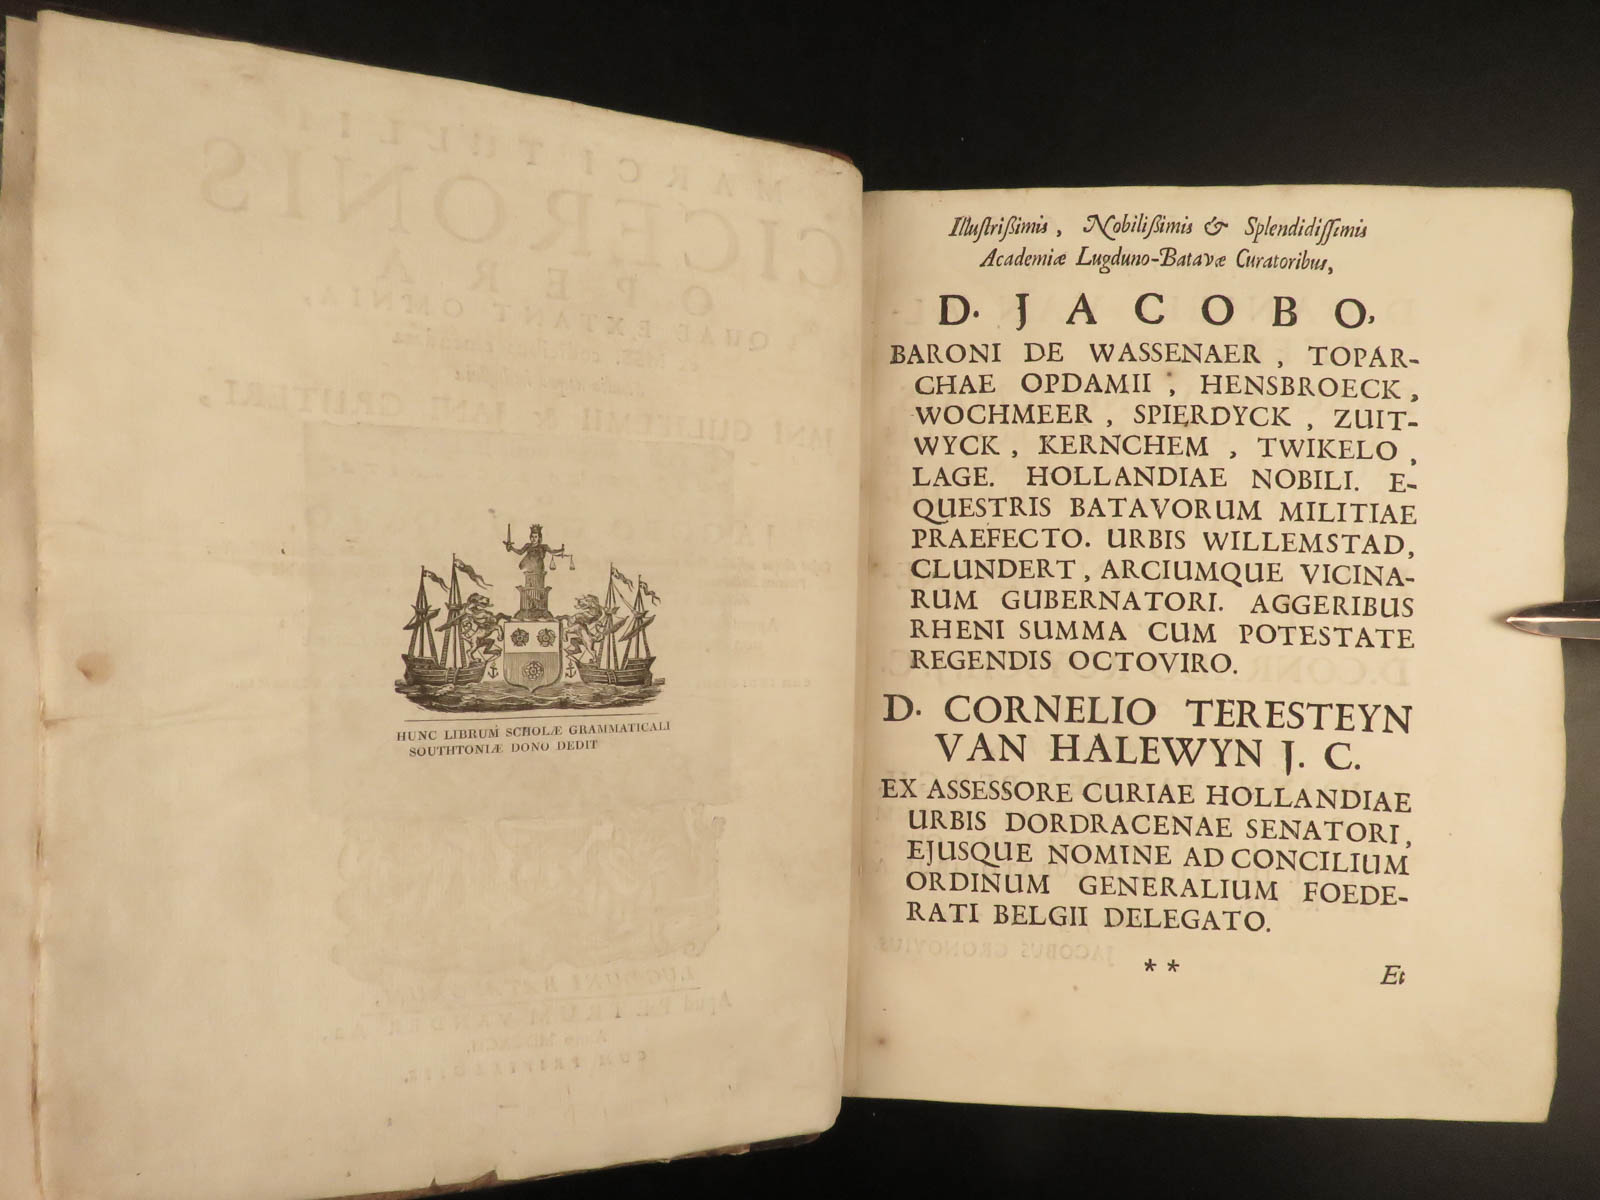 HUNC LIBRUM SCHOLÆ GRAMMATICALI
SOUTHTONIÆ DONO DEDIT
Illuſtriſsimis, Nobiliſsimis & Splendidiſſimis
Academiæ Lugduno-Batavæ Curatoribus,
D. JACOBO,
BARONI DE WASSENAER, TOPAR-
CHAE OPDAMII, HENSBROECK,
WOCHMEER, SPIERDYCK, ZUIT-
WYCK, KERNCHEM, TWIKELO,
LAGE. HOLLANDIAE NOBILI. E-
QUESTRIS BATAVORUM MILITIAE
PRAEFECTO. URBIS WILLEMSTAD,
CLUNDERT, ARCIUMQUE VICINA-
RUM GUBERNATORI. AGGERIBUS
RHENI SUMMA CUM POTESTATE
REGENDIS OCTOVIRO.
D. CORNELIO TERESTEYN
VAN HALEWYN J. C.
EX ASSESSORE CURIAE HOLLANDIAE
URBIS DORDRACENAE SENATORI,
EJUSQUE NOMINE AD CONCILIUM
ORDINUM GENERALIUM FOEDE-
RATI BELGII DELEGATO.
** Et